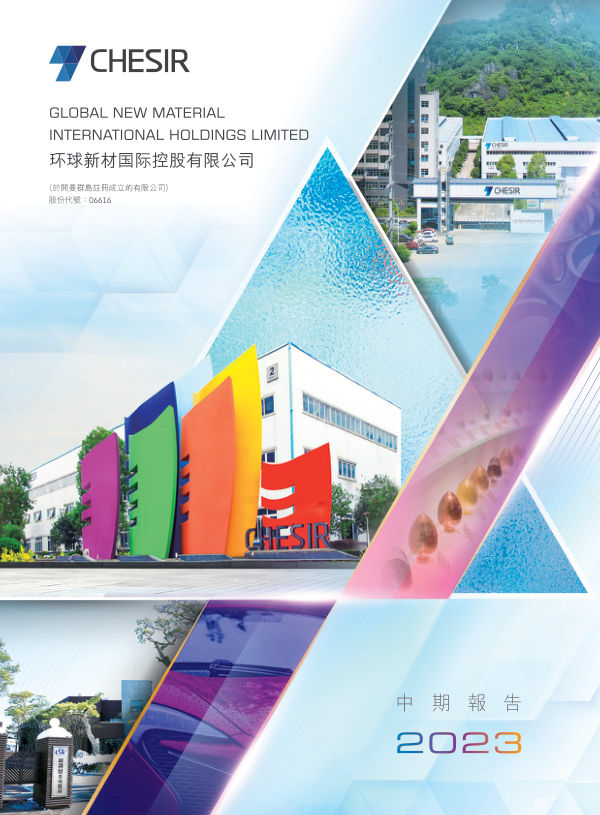 CHESIR
GLOBAL NEW MATERIAL
INTERNATIONAL HOLDINGS LIMITED
环球新材国际控股有限公司
(於開曼群島註冊成立的有限公司)
股份代號：06616
CHESIR
CHESIR
2
CHESIR
中期報告
2023